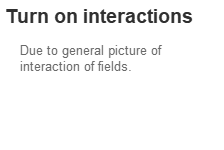 Turn on interactions
Due to general picture of
interaction of fields.